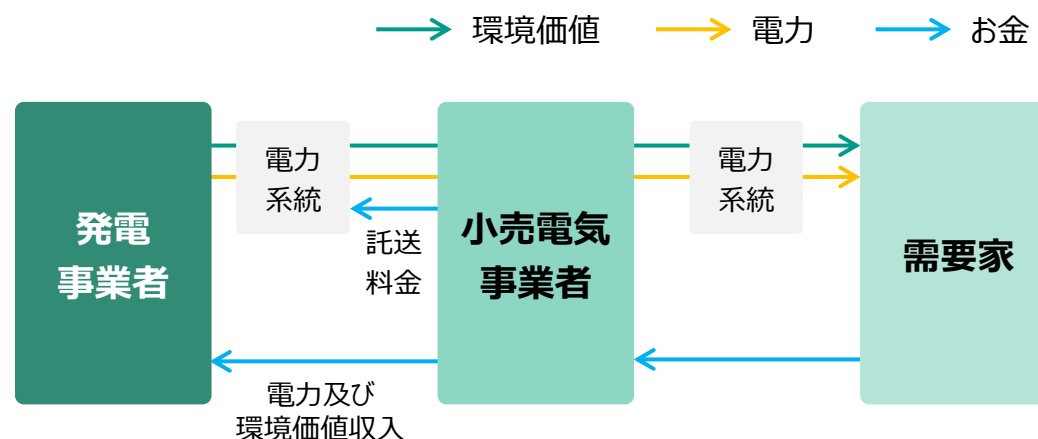 環境価値
電力
お金
発電
事業者
電力
系統
託送
料金
小売電気
事業者
電力
系統
需要家
電力及び
環境価値収入